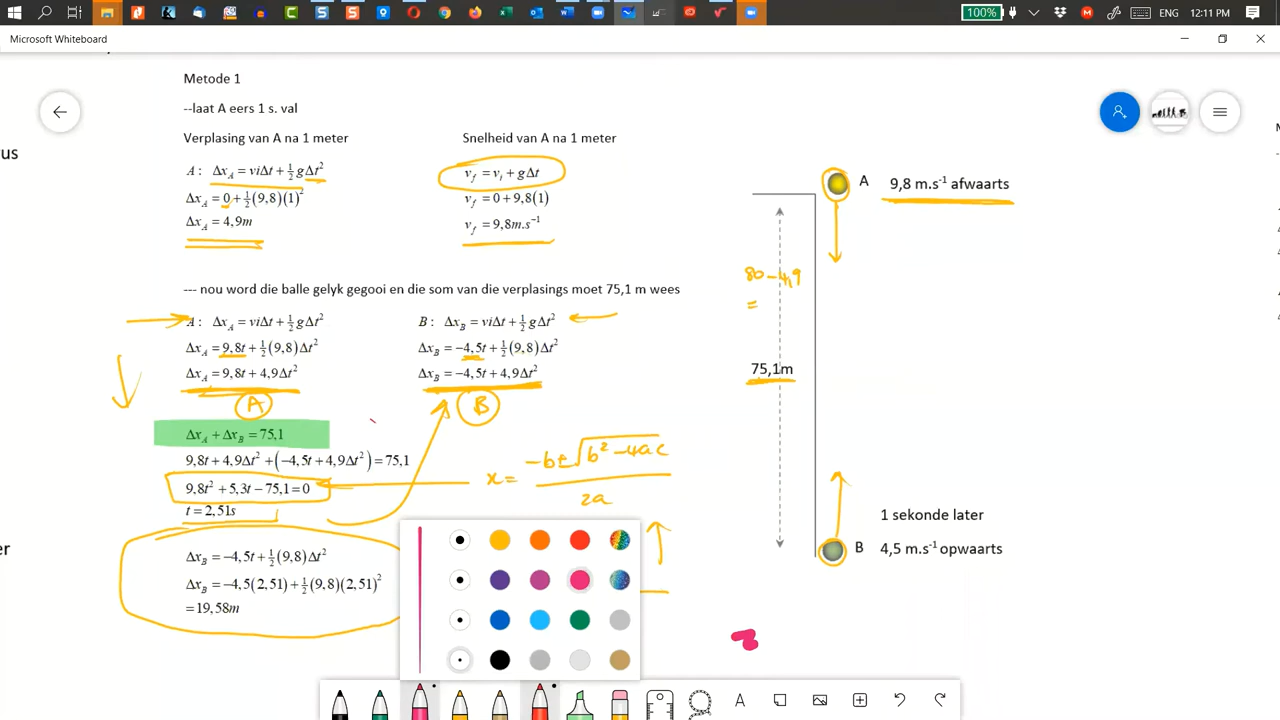 100%
ENG
12:11 PM
Microsoft Whiteboard
us
Metode 1
--laat A eers 1 s. val
Verplasing van A na 1 meter
A: Δx_A = viΔt + ½gΔt²
Δx_A = 0 + ½(9,8)(1)²
Δx_A = 4,9m
Snelheid van A na 1 meter
v_f = v_i + gΔt
v_f = 0 + 9,8(1)
v_f = 9,8m.s⁻¹
--- nou word die balle gelyk gegooi en die som van die verplasings moet 75,1 m wees
A: Δx_A = viΔt + ½gΔt²
Δx_A = 9,8t + ½(9,8)Δt²
Δx_A = 9,8t + 4,9Δt²
A
B: Δx_B = viΔt + ½gΔt²
Δx_B = −4,5t + ½(9,8)Δt²
Δx_B = −4,5t + 4,9Δt²
B
Δx_A + Δx_B = 75,1
9,8t + 4,9Δt² + (−4,5t + 4,9Δt²) = 75,1
9,8t² + 5,3t − 75,1 = 0
t = 2,51s
x = (−b ± √(b² − 4ac)) / 2a
er
Δx_B = −4,5t + ½(9,8)Δt²
Δx_B = −4,5(2,51) + ½(9,8)(2,51)²
= 19,58m
A 9,8 m.s⁻¹ afwaarts
80 − 4,9
=
75,1m
1 sekonde later
B 4,5 m.s⁻¹ opwaarts
A